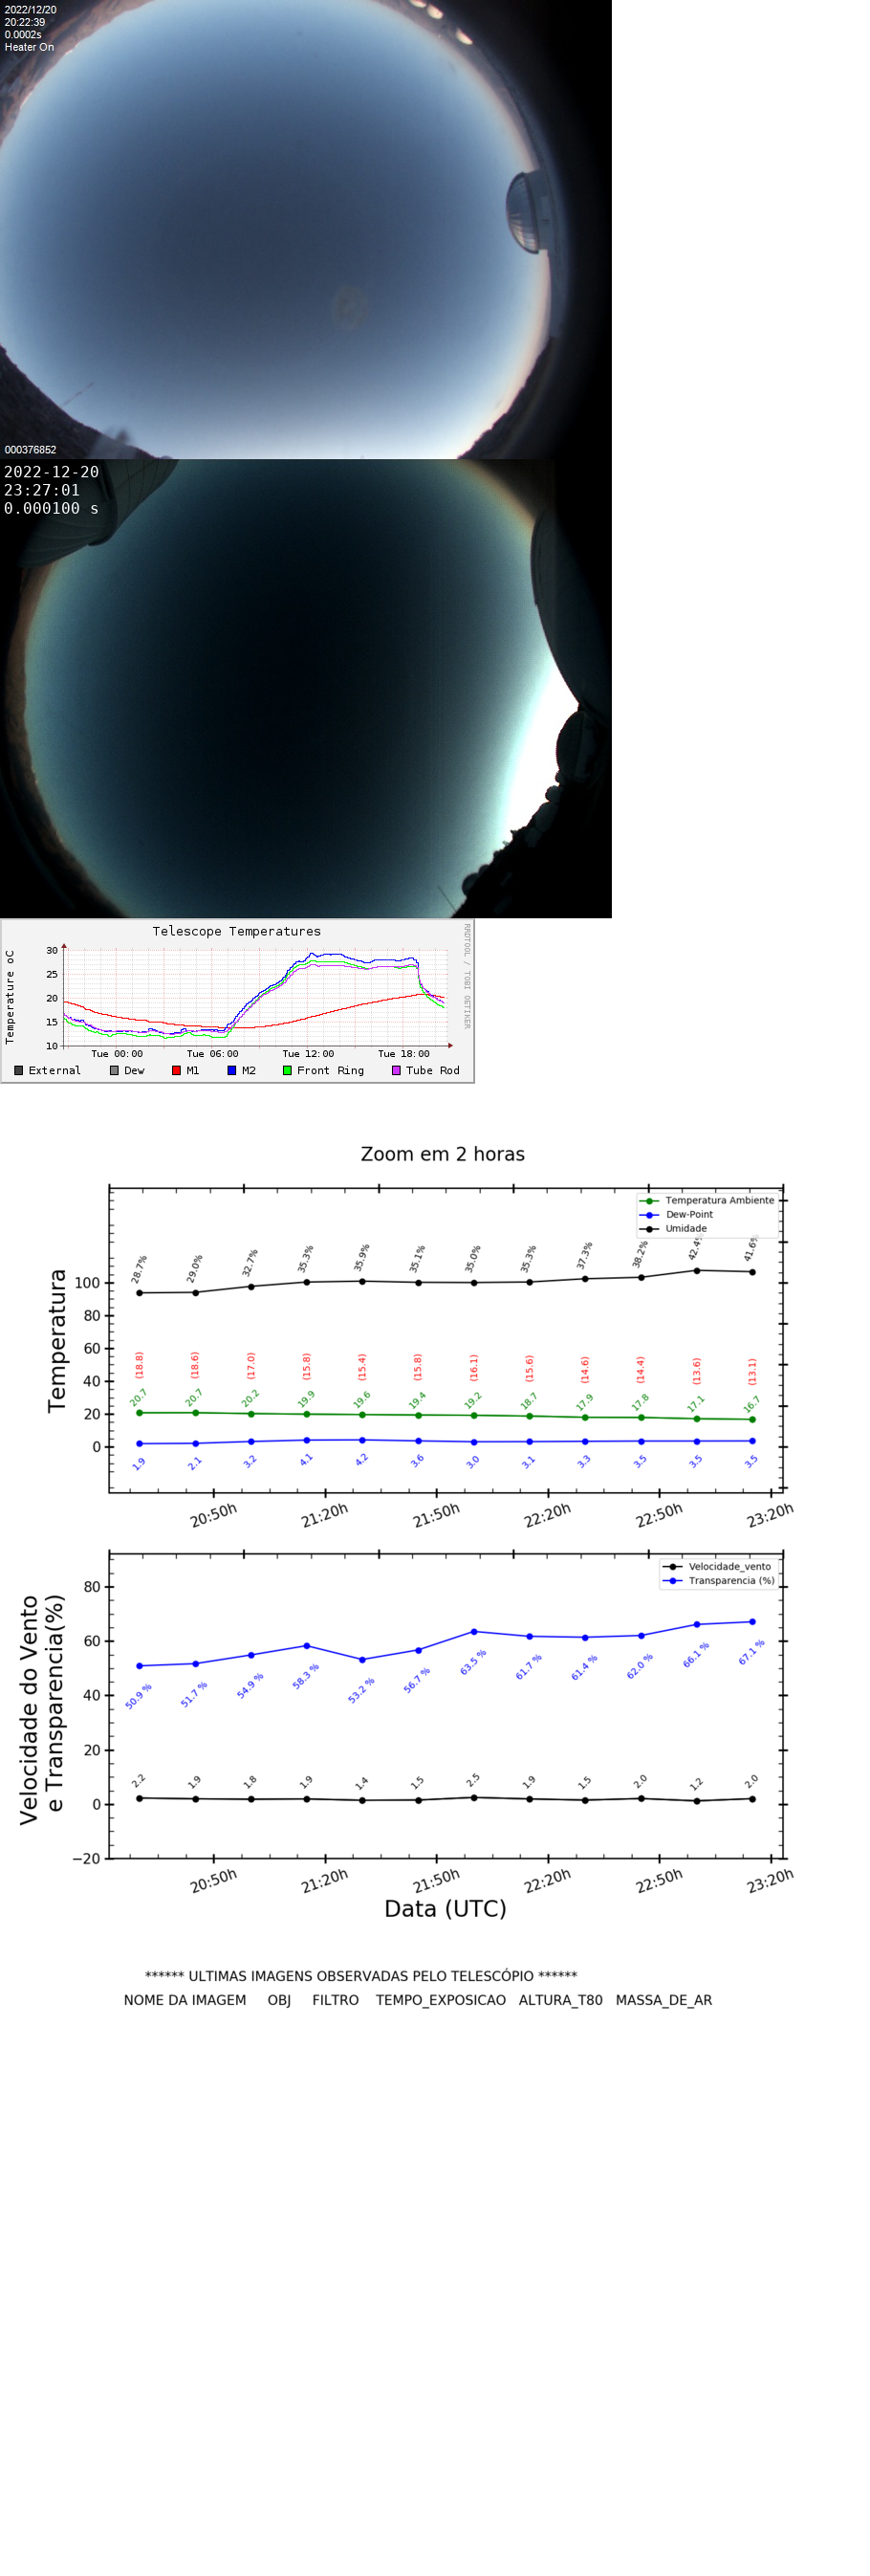 2022/12/20
20:22:39
0.0002s
Heater On
000376852
2022-12-20
23:27:01
0.000100 s
Telescope Temperatures
RRDTOOL / TOBI OETIKER
Temperature oC
30
25
20
15
10
Tue 00:00 Tue 06:00 Tue 12:00 Tue 18:00
External Dew M1 M2 Front Ring Tube Rod
Zoom em 2 horas
Temperatura Ambiente
Dew-Point
Umidade
Temperatura
100
80
60
40
20
0
28.7% 29.0% 32.7% 35.3% 35.9% 35.1% 35.0% 35.3% 37.3% 38.2% 42.4% 41.6%
(18.8) (18.6) (17.0) (15.8) (15.4) (15.8) (16.1) (15.6) (14.6) (14.4) (13.6) (13.1)
20.7 20.7 20.2 19.9 19.6 19.4 19.2 18.7 17.9 17.8 17.1 16.7
1.9 2.1 3.2 4.1 4.2 3.6 3.0 3.1 3.3 3.5 3.5 3.5
20:50h 21:20h 21:50h 22:20h 22:50h 23:20h
Velocidade_vento
Transparencia (%)
Velocidade do Vento
e Transparencia(%)
80
60
40
20
0
−20
50.9 % 51.7 % 54.9 % 58.3 % 53.2 % 56.7 % 63.5 % 61.7 % 61.4 % 62.0 % 66.1 % 67.1 %
2.2 1.9 1.8 1.9 1.4 1.5 2.5 1.9 1.5 2.0 1.2 2.0
20:50h 21:20h 21:50h 22:20h 22:50h 23:20h
Data (UTC)
****** ULTIMAS IMAGENS OBSERVADAS PELO TELESCÓPIO ******
NOME DA IMAGEM OBJ FILTRO TEMPO_EXPOSICAO ALTURA_T80 MASSA_DE_AR